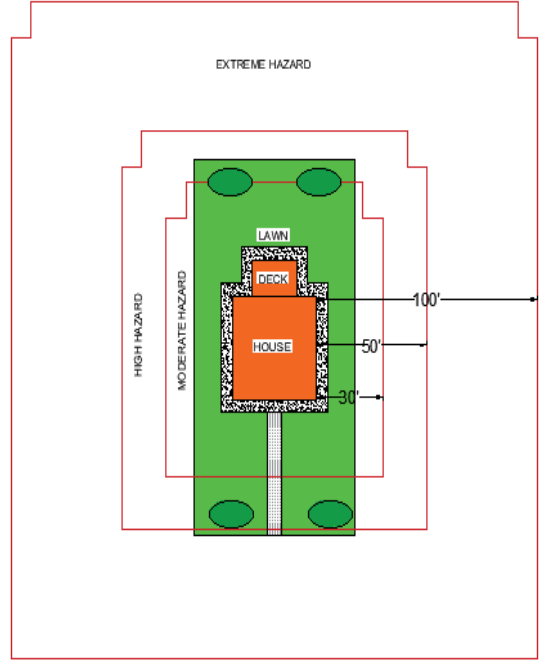 EXTREME HAZARD
LAWN
DECK
100'
HIGH HAZARD
MODERATE HAZARD
HOUSE
50'
30'